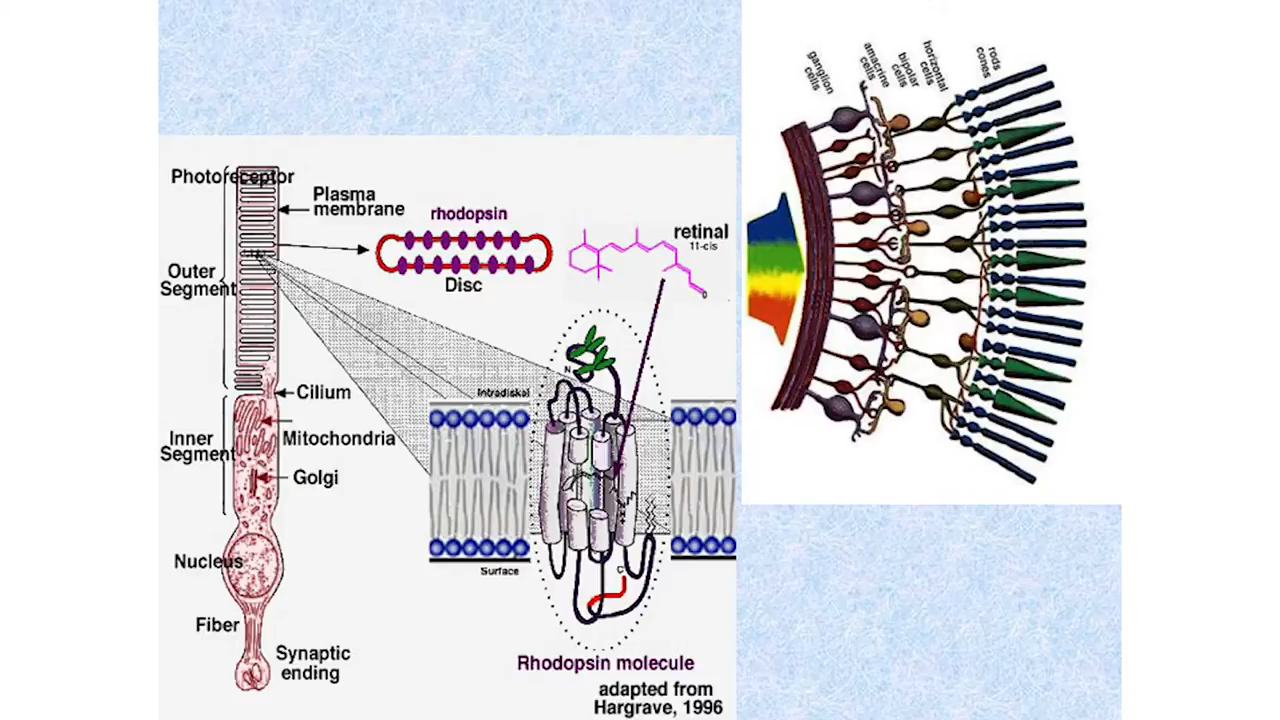 Photoreceptor
Plasma
membrane
rhodopsin
Disc
retinal
11-cis
Outer
Segment
N
Intradiskal
Cilium
Inner
Segment
Mitochondria
Golgi
Nucleus
Surface
C
Fiber
Synaptic
ending
Rhodopsin molecule
adapted from
Hargrave, 1996
ganglion
cells
amacrine
cells
bipolar
cells
horizontal
cells
rods
cones